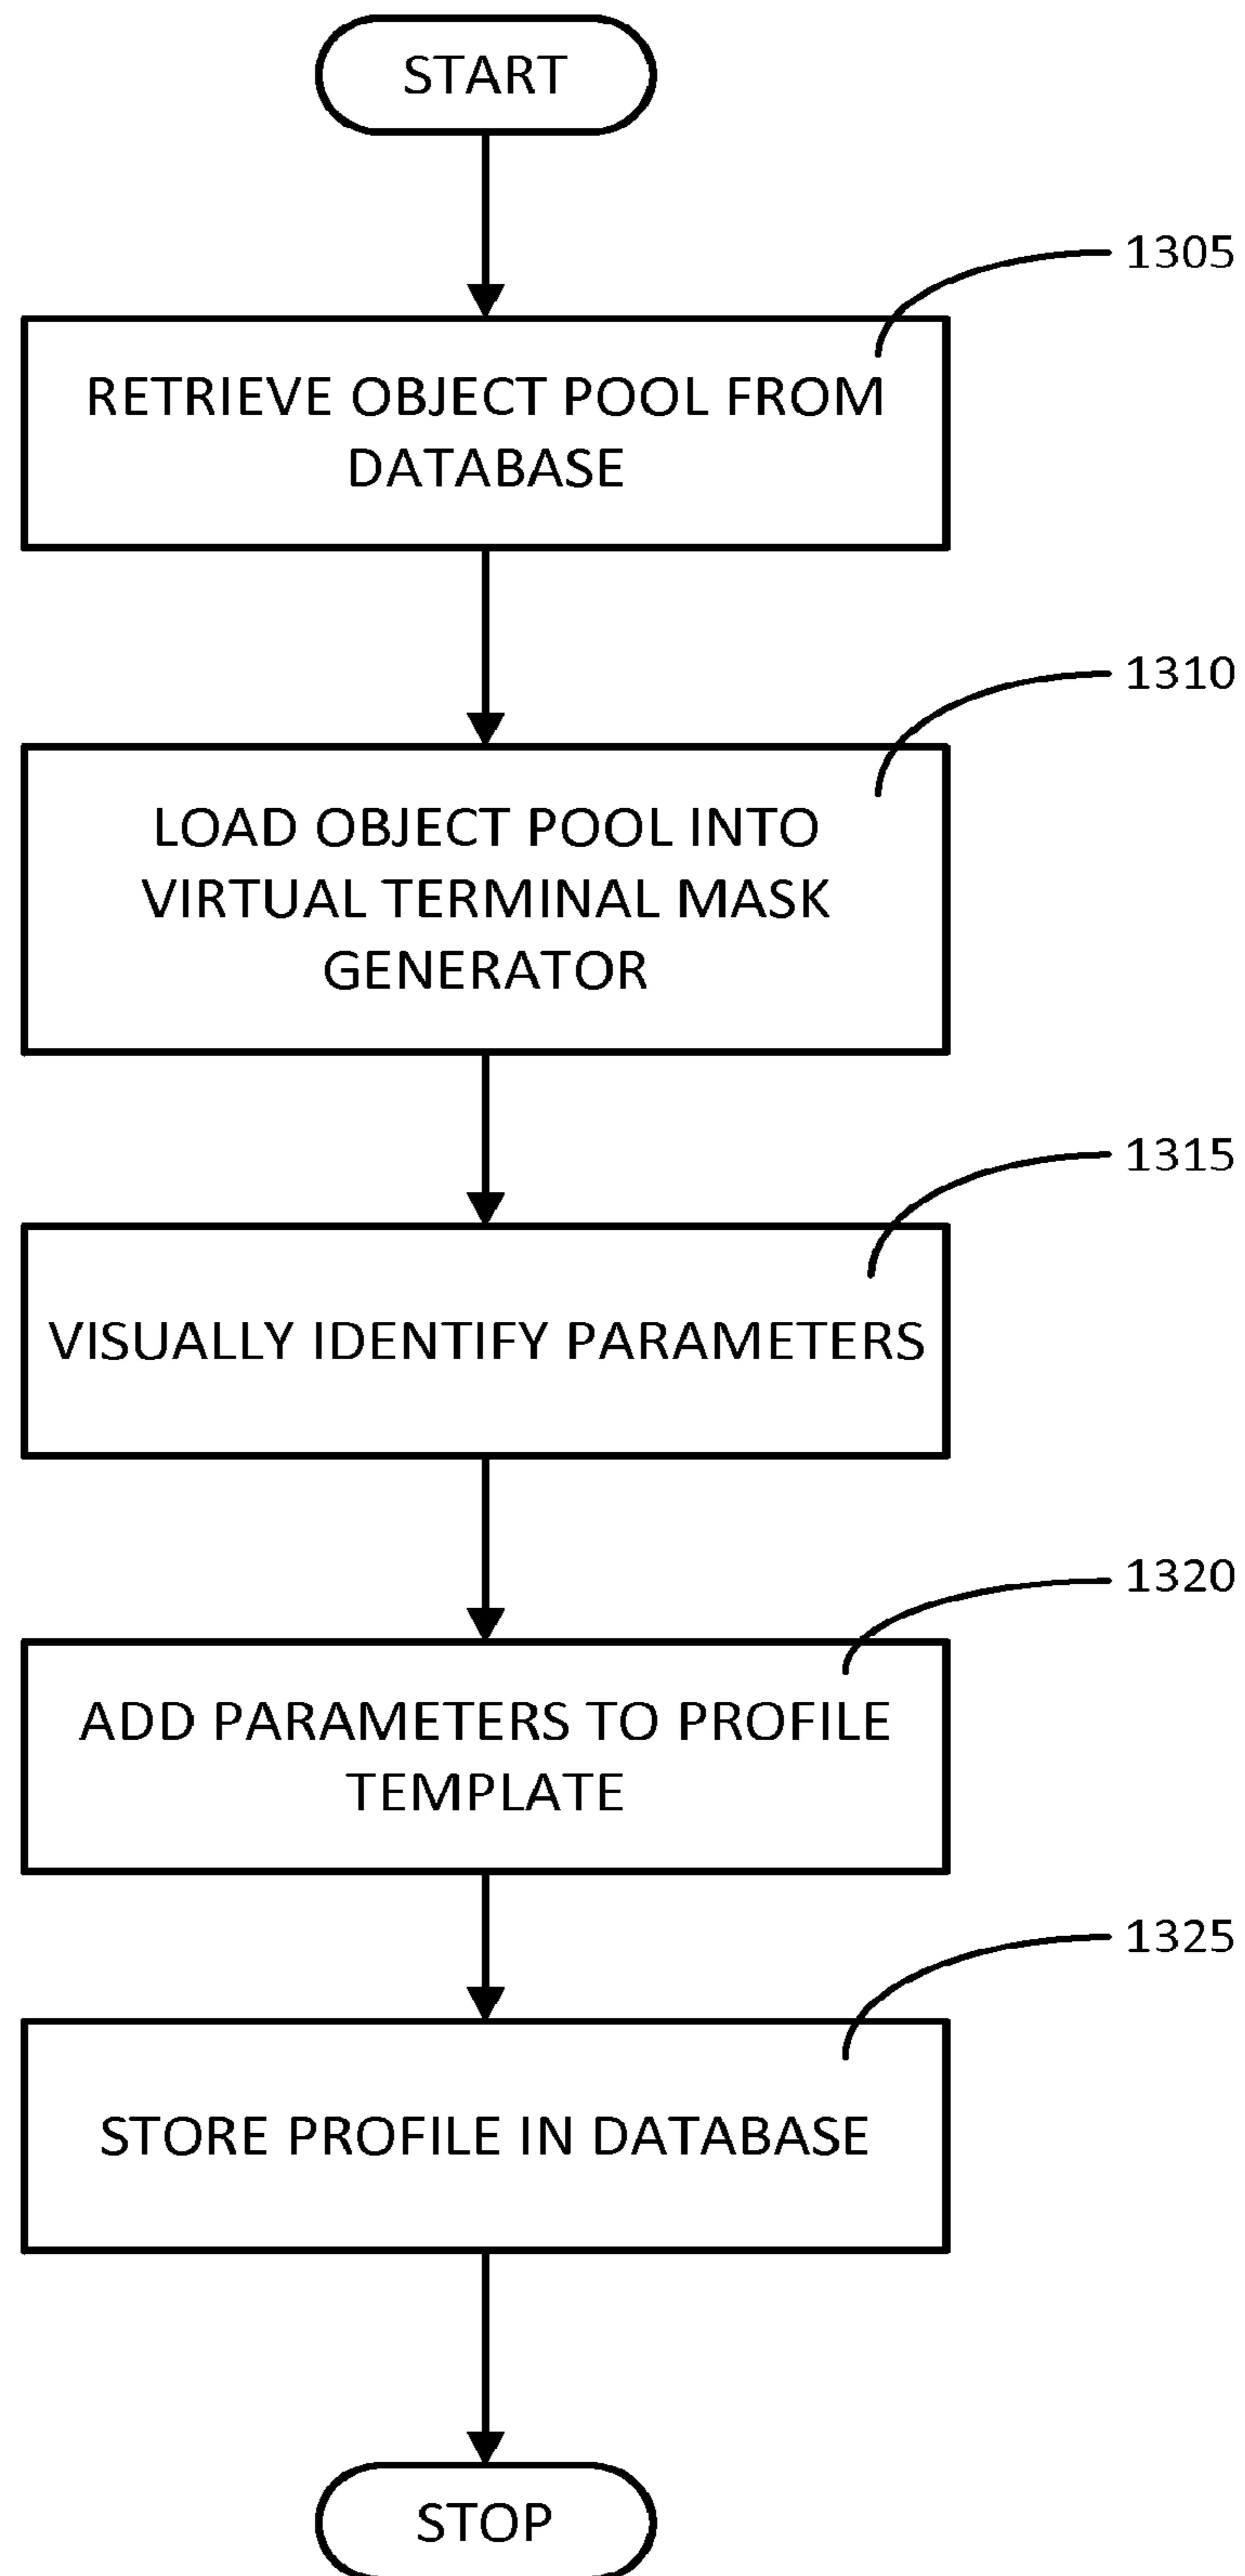 START
1305
RETRIEVE OBJECT POOL FROM
DATABASE
1310
LOAD OBJECT POOL INTO
VIRTUAL TERMINAL MASK
GENERATOR
1315
VISUALLY IDENTIFY PARAMETERS
1320
ADD PARAMETERS TO PROFILE
TEMPLATE
1325
STORE PROFILE IN DATABASE
STOP